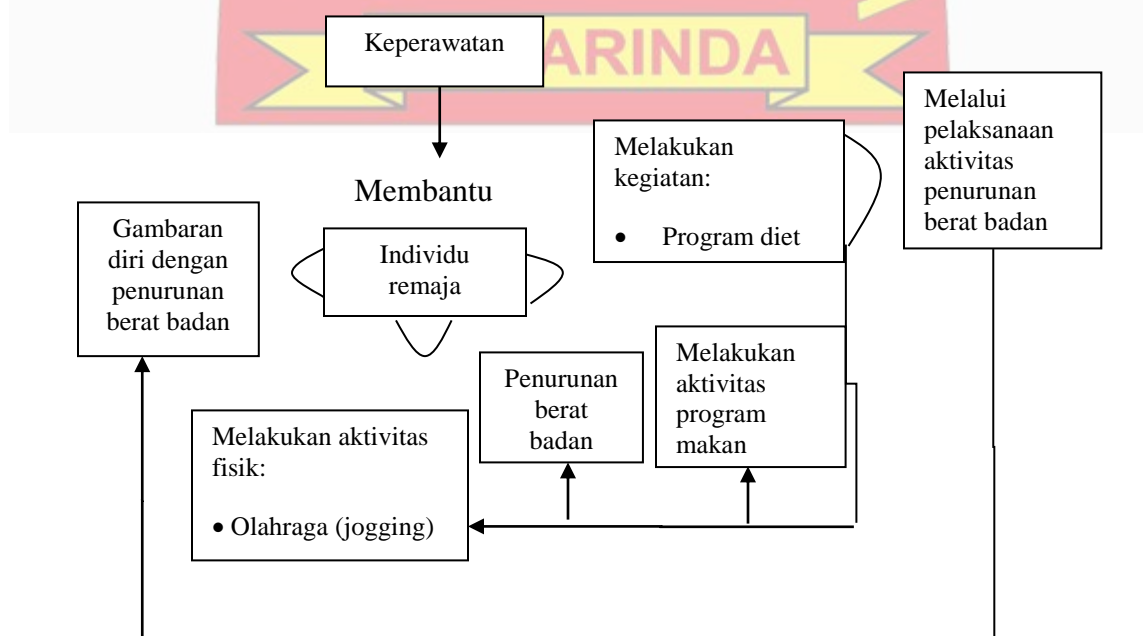 ARINDA
Keperawatan
Membantu
Individu
remaja
Melakukan
kegiatan:
• Program diet
Melalui
pelaksanaan
aktivitas
penurunan
berat badan
Gambaran
diri dengan
penurunan
berat badan
Penurunan
berat
badan
Melakukan
aktivitas
program
makan
Melakukan aktivitas
fisik:
• Olahraga (jogging)